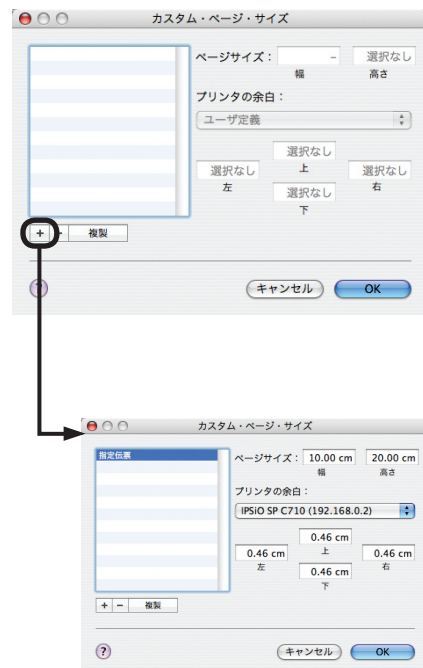 カスタム・ページ・サイズ
ページサイズ： – 選択なし
幅 高さ
プリンタの余白：
ユーザ定義
選択なし
上
選択なし 選択なし
左 右
選択なし
下
+ − 複製
? キャンセル OK
カスタム・ページ・サイズ
指定伝票
ページサイズ： 10.00 cm 20.00 cm
幅 高さ
プリンタの余白：
IPSiO SP C710 (192.168.0.2)
0.46 cm
上
0.46 cm 0.46 cm
左 右
0.46 cm
下
+ − 複製
? キャンセル OK